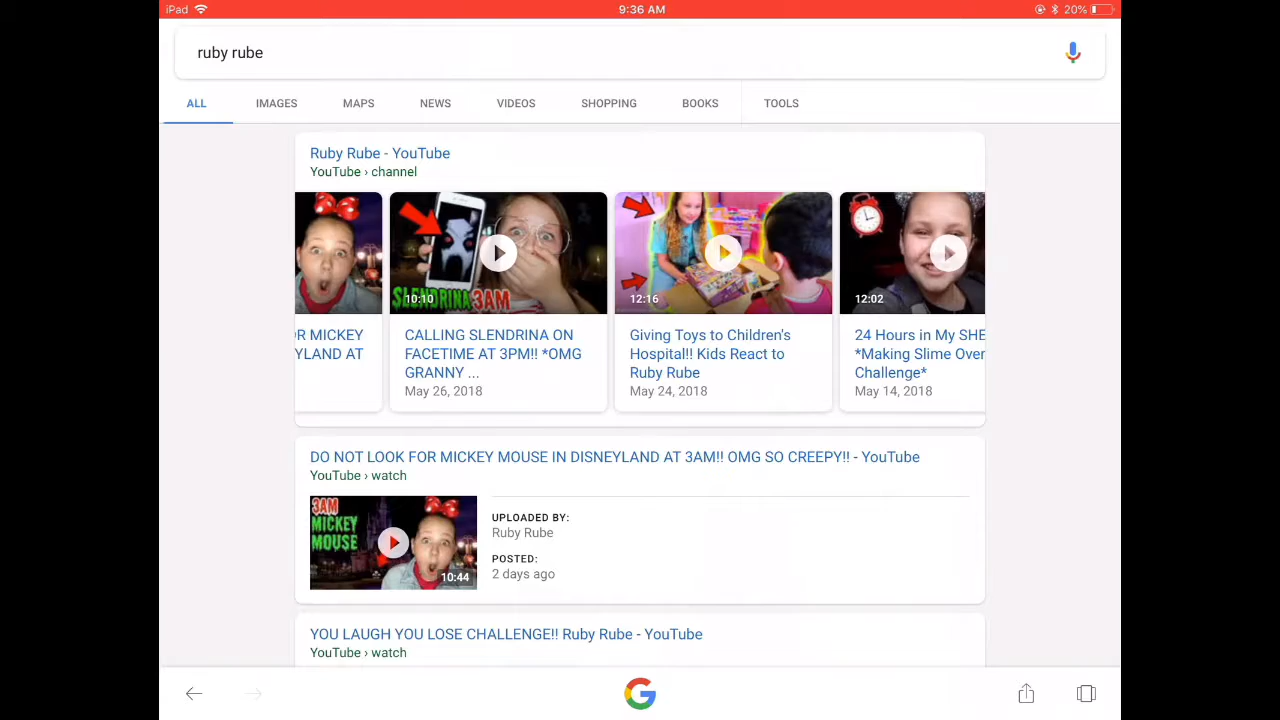 iPad 9:36 AM 20%
ruby rube
ALL IMAGES MAPS NEWS VIDEOS SHOPPING BOOKS TOOLS
Ruby Rube - YouTube
YouTube › channel
R MICKEY
YLAND AT
SLENDRINA 3AM
10:10
CALLING SLENDRINA ON
FACETIME AT 3PM!! *OMG
GRANNY ...
May 26, 2018
12:16
Giving Toys to Children's
Hospital!! Kids React to
Ruby Rube
May 24, 2018
12:02
24 Hours in My SHE
*Making Slime Over
Challenge*
May 14, 2018
DO NOT LOOK FOR MICKEY MOUSE IN DISNEYLAND AT 3AM!! OMG SO CREEPY!! - YouTube
YouTube › watch
3AM
MICKEY
MOUSE
10:44
UPLOADED BY:
Ruby Rube
POSTED:
2 days ago
YOU LAUGH YOU LOSE CHALLENGE!! Ruby Rube - YouTube
YouTube › watch